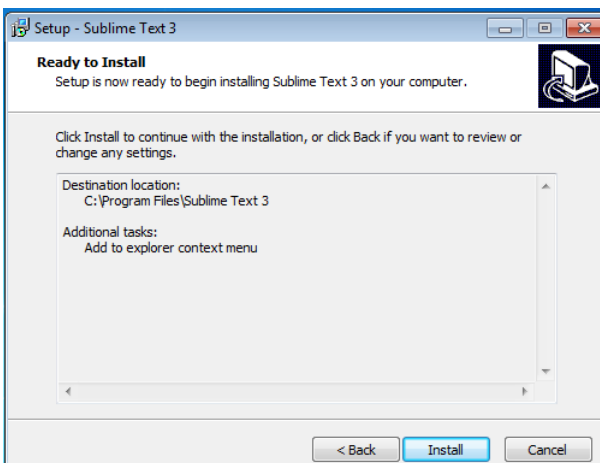 Setup - Sublime Text 3
Ready to Install
Setup is now ready to begin installing Sublime Text 3 on your computer.
Click Install to continue with the installation, or click Back if you want to review or
change any settings.
Destination location:
C:\Program Files\Sublime Text 3
Additional tasks:
Add to explorer context menu
< Back
Install
Cancel